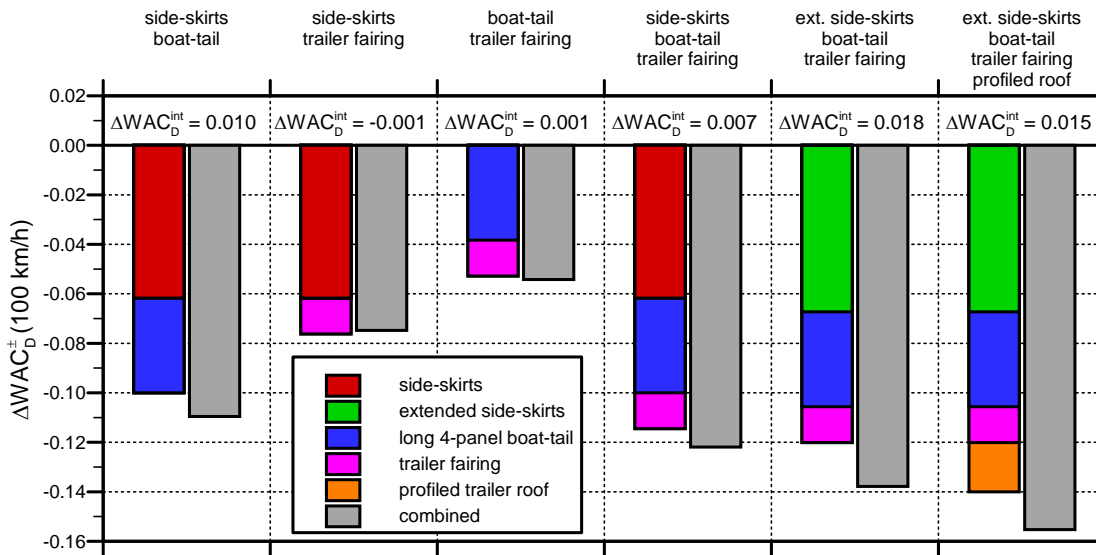 side-skirts
boat-tail
side-skirts
trailer fairing
boat-tail
trailer fairing
side-skirts
boat-tail
trailer fairing
ext. side-skirts
boat-tail
trailer fairing
ext. side-skirts
boat-tail
trailer fairing
profiled roof
ΔWAC_D^int = 0.010
ΔWAC_D^int = -0.001
ΔWAC_D^int = 0.001
ΔWAC_D^int = 0.007
ΔWAC_D^int = 0.018
ΔWAC_D^int = 0.015
ΔWAC_D^± (100 km/h)
0.02
0.00
-0.02
-0.04
-0.06
-0.08
-0.10
-0.12
-0.14
-0.16
side-skirts
extended side-skirts
long 4-panel boat-tail
trailer fairing
profiled trailer roof
combined